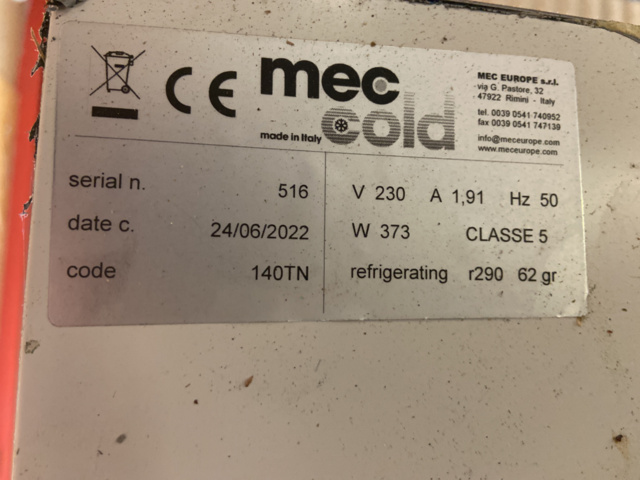 CE
mec
cold
made in Italy
MEC EUROPE s.r.l.
via G. Pastore, 32
47922 Rimini - Italy
tel. 0039 0541 740952
fax 0039 0541 747139
info@meceurope.com
www.meceurope.com
serial n. 516
date c. 24/06/2022
code 140TN
V 230 A 1,91 Hz 50
W 373 CLASSE 5
refrigerating r290 62 gr